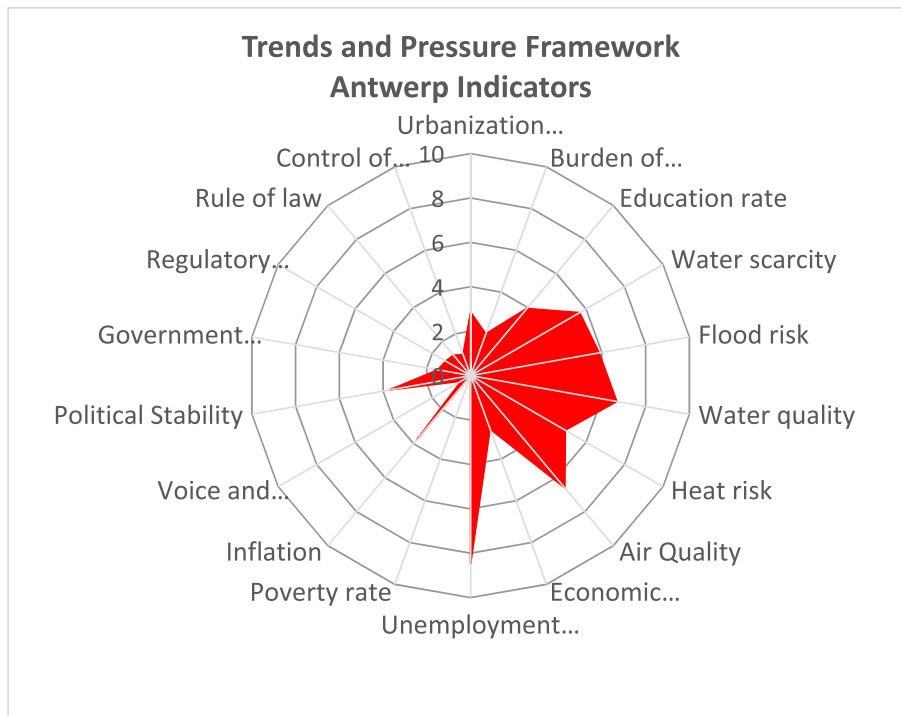 Trends and Pressure Framework
Antwerp Indicators
Urbanization...
Burden of...
Education rate
Water scarcity
Flood risk
Water quality
Heat risk
Air Quality
Economic...
Unemployment...
Poverty rate
Inflation
Voice and...
Political Stability
Government...
Regulatory...
Rule of law
Control of...
10
8
6
4
2
0